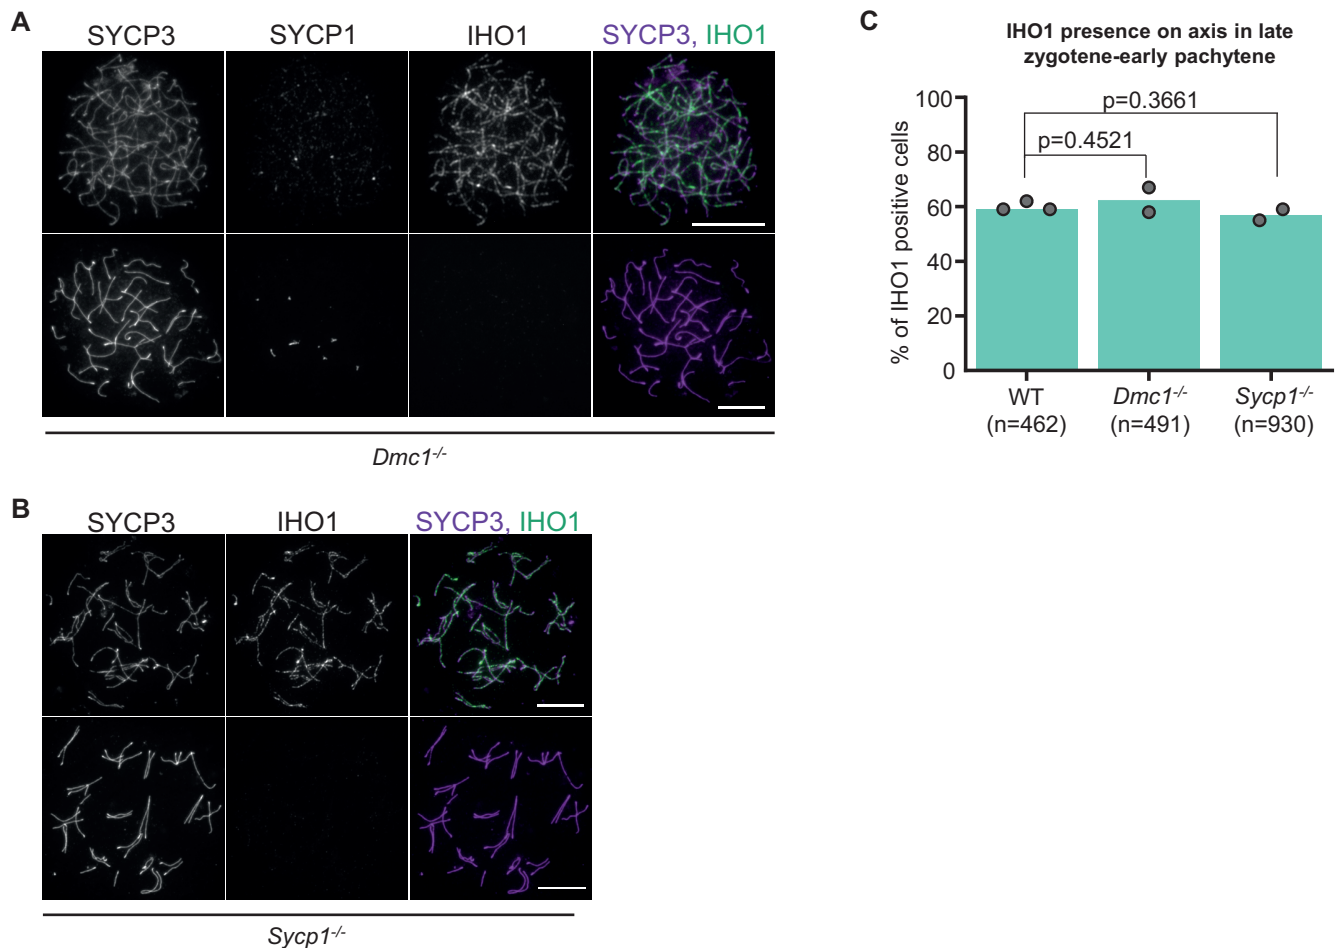 A
SYCP3 SYCP1 IHO1 SYCP3, IHO1
Dmc1-/-
B
SYCP3 IHO1 SYCP3, IHO1
Sycp1-/-
C
IHO1 presence on axis in late
zygotene-early pachytene
% of IHO1 positive cells
100
80
60
40
20
0
p=0.3661
p=0.4521
WT Dmc1-/- Sycp1-/-
(n=462) (n=491) (n=930)